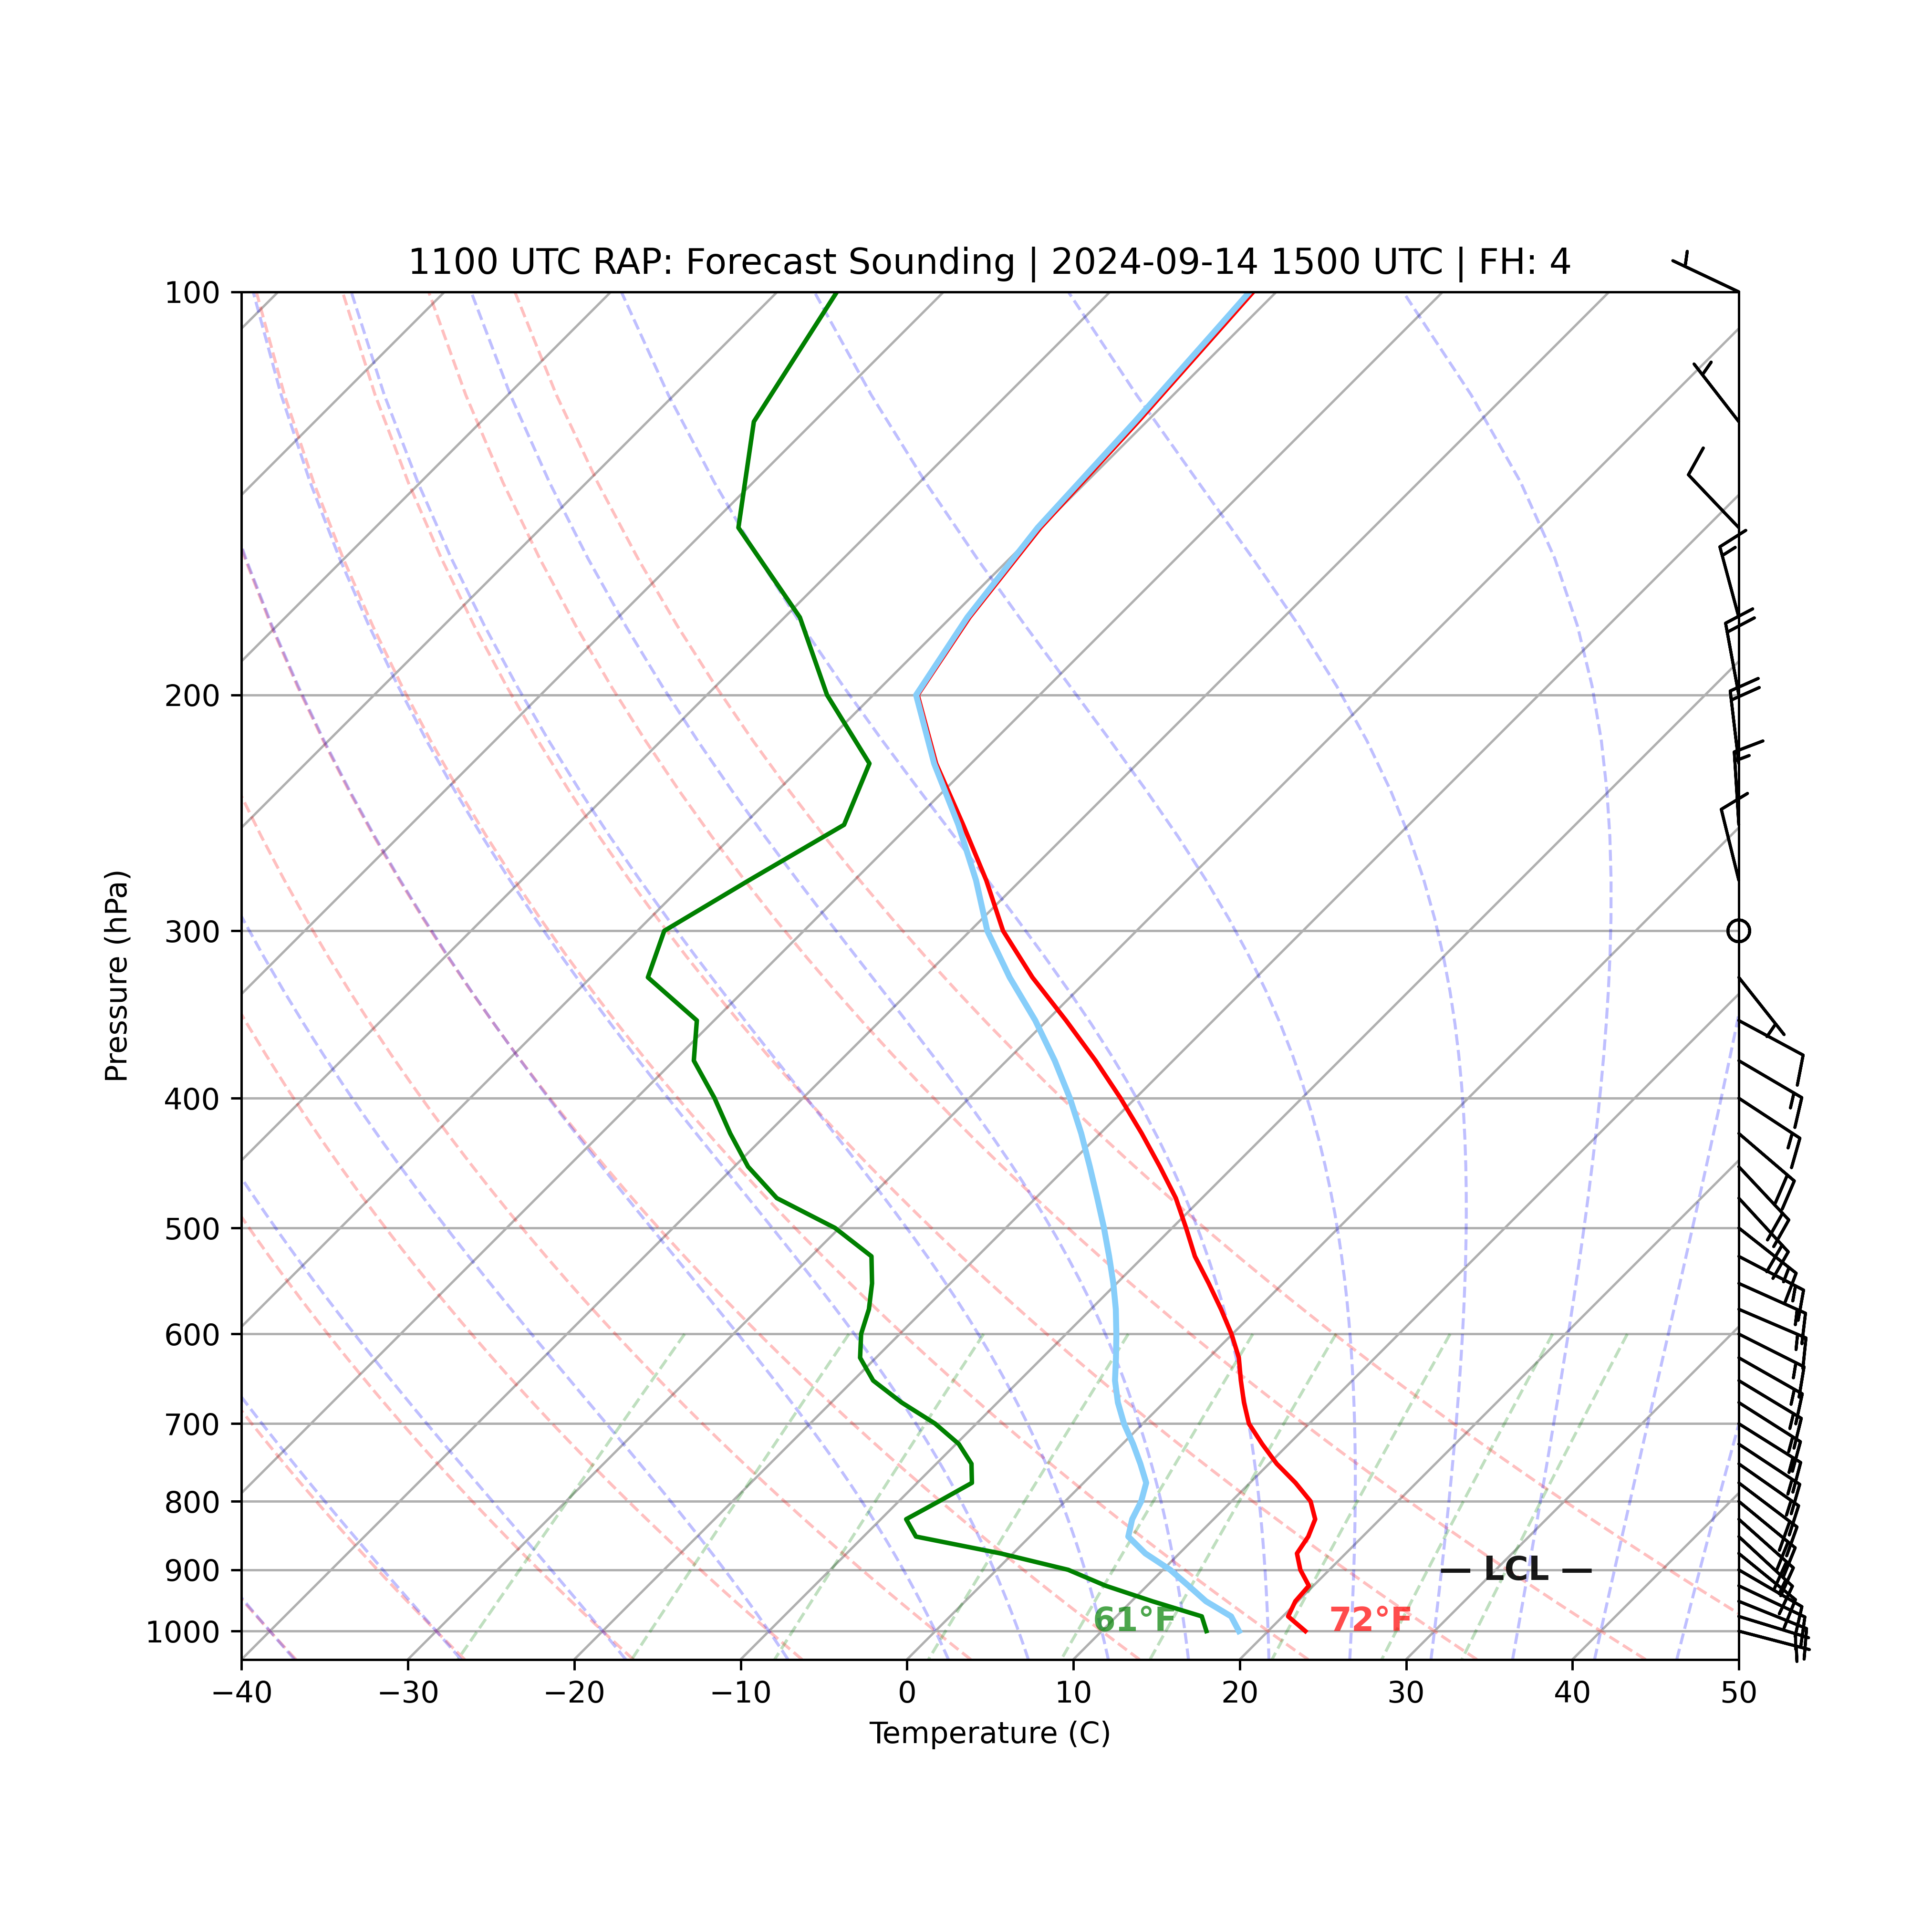 1100 UTC RAP: Forecast Sounding | 2024-09-14 1500 UTC | FH: 4
100
200
300
400
500
600
700
800
900
1000
Pressure (hPa)
— LCL —
61°F
72°F
−40 −30 −20 −10 0 10 20 30 40 50
Temperature (C)